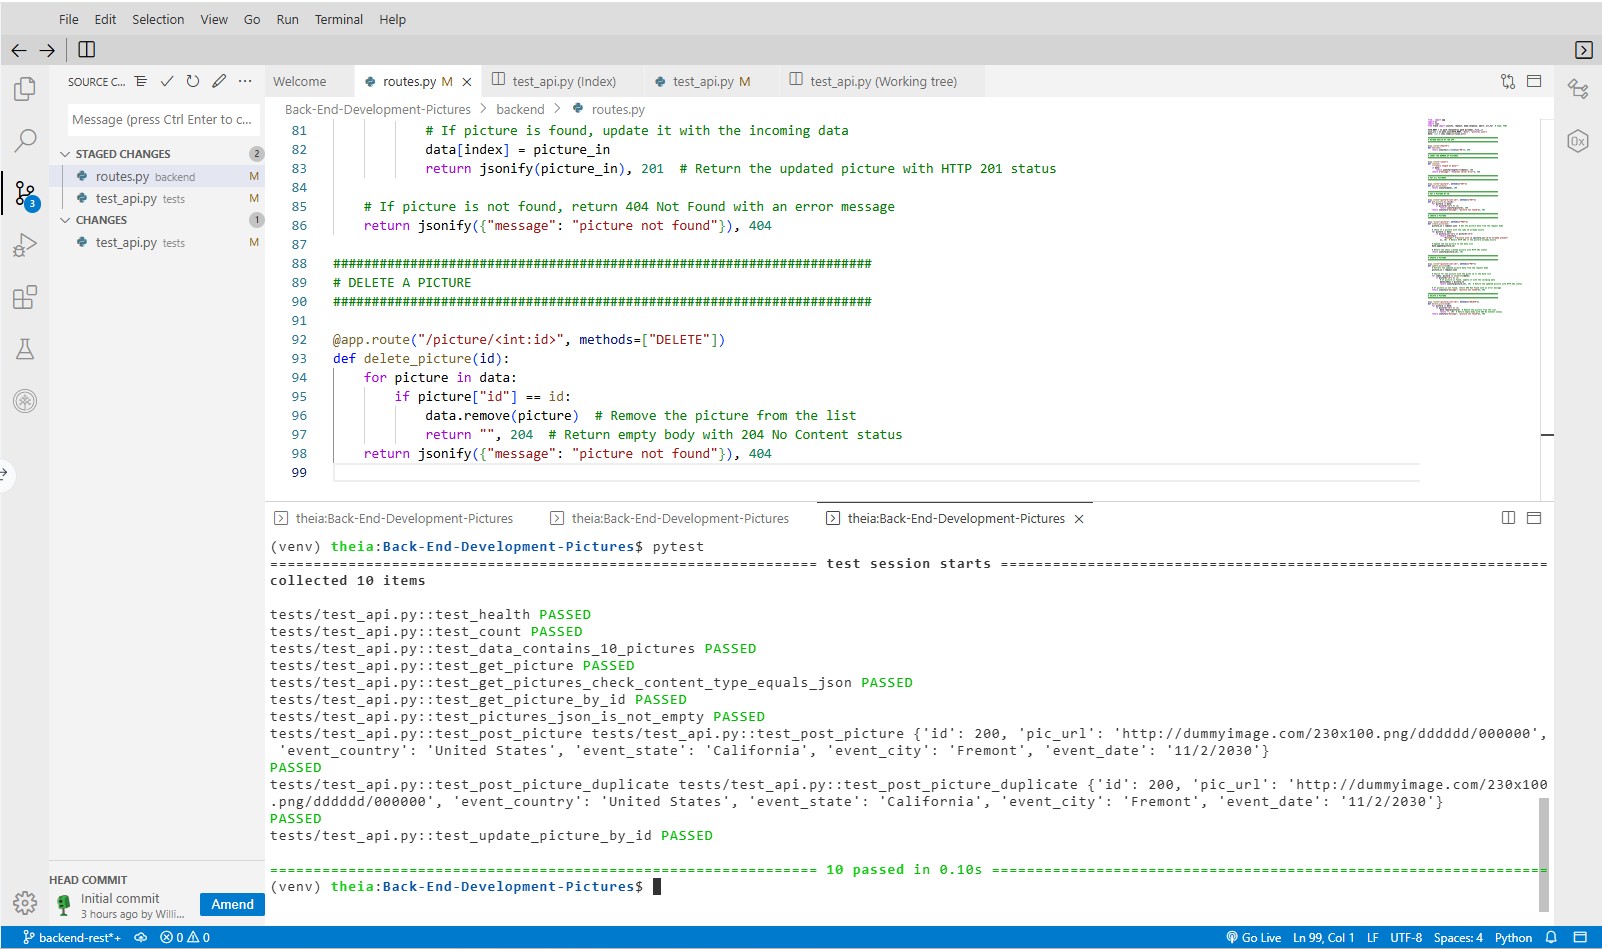 File Edit Selection View Go Run Terminal Help
SOURCE C...
Message (press Ctrl Enter to c...
STAGED CHANGES 2
routes.py backend M
test_api.py tests M
CHANGES 1
test_api.py tests M
3
HEAD COMMIT
Initial commit
3 hours ago by Willi...
Amend
Welcome routes.py M test_api.py (Index) test_api.py M test_api.py (Working tree)
Back-End-Development-Pictures > backend > routes.py
81 # If picture is found, update it with the incoming data
82 data[index] = picture_in
83 return jsonify(picture_in), 201 # Return the updated picture with HTTP 201 status
84
85 # If picture is not found, return 404 Not Found with an error message
86 return jsonify({"message": "picture not found"}), 404
87
88 ######################################################################
89 # DELETE A PICTURE
90 ######################################################################
91
92 @app.route("/picture/<int:id>", methods=["DELETE"])
93 def delete_picture(id):
94 for picture in data:
95 if picture["id"] == id:
96 data.remove(picture) # Remove the picture from the list
97 return "", 204 # Return empty body with 204 No Content status
98 return jsonify({"message": "picture not found"}), 404
99
theia:Back-End-Development-Pictures theia:Back-End-Development-Pictures theia:Back-End-Development-Pictures
(venv) theia:Back-End-Development-Pictures$ pytest
=============================================================== test session starts ===============================================================
collected 10 items
tests/test_api.py::test_health PASSED
tests/test_api.py::test_count PASSED
tests/test_api.py::test_data_contains_10_pictures PASSED
tests/test_api.py::test_get_picture PASSED
tests/test_api.py::test_get_pictures_check_content_type_equals_json PASSED
tests/test_api.py::test_get_picture_by_id PASSED
tests/test_api.py::test_pictures_json_is_not_empty PASSED
tests/test_api.py::test_post_picture tests/test_api.py::test_post_picture {'id': 200, 'pic_url': 'http://dummyimage.com/230x100.png/dddddd/000000',
'event_country': 'United States', 'event_state': 'California', 'event_city': 'Fremont', 'event_date': '11/2/2030'}
PASSED
tests/test_api.py::test_post_picture_duplicate tests/test_api.py::test_post_picture_duplicate {'id': 200, 'pic_url': 'http://dummyimage.com/230x100
.png/dddddd/000000', 'event_country': 'United States', 'event_state': 'California', 'event_city': 'Fremont', 'event_date': '11/2/2030'}
PASSED
tests/test_api.py::test_update_picture_by_id PASSED
=============================================================== 10 passed in 0.10s ================================================================
(venv) theia:Back-End-Development-Pictures$
backend-rest*+ 0 0 Go Live Ln 99, Col 1 LF UTF-8 Spaces: 4 Python
0x